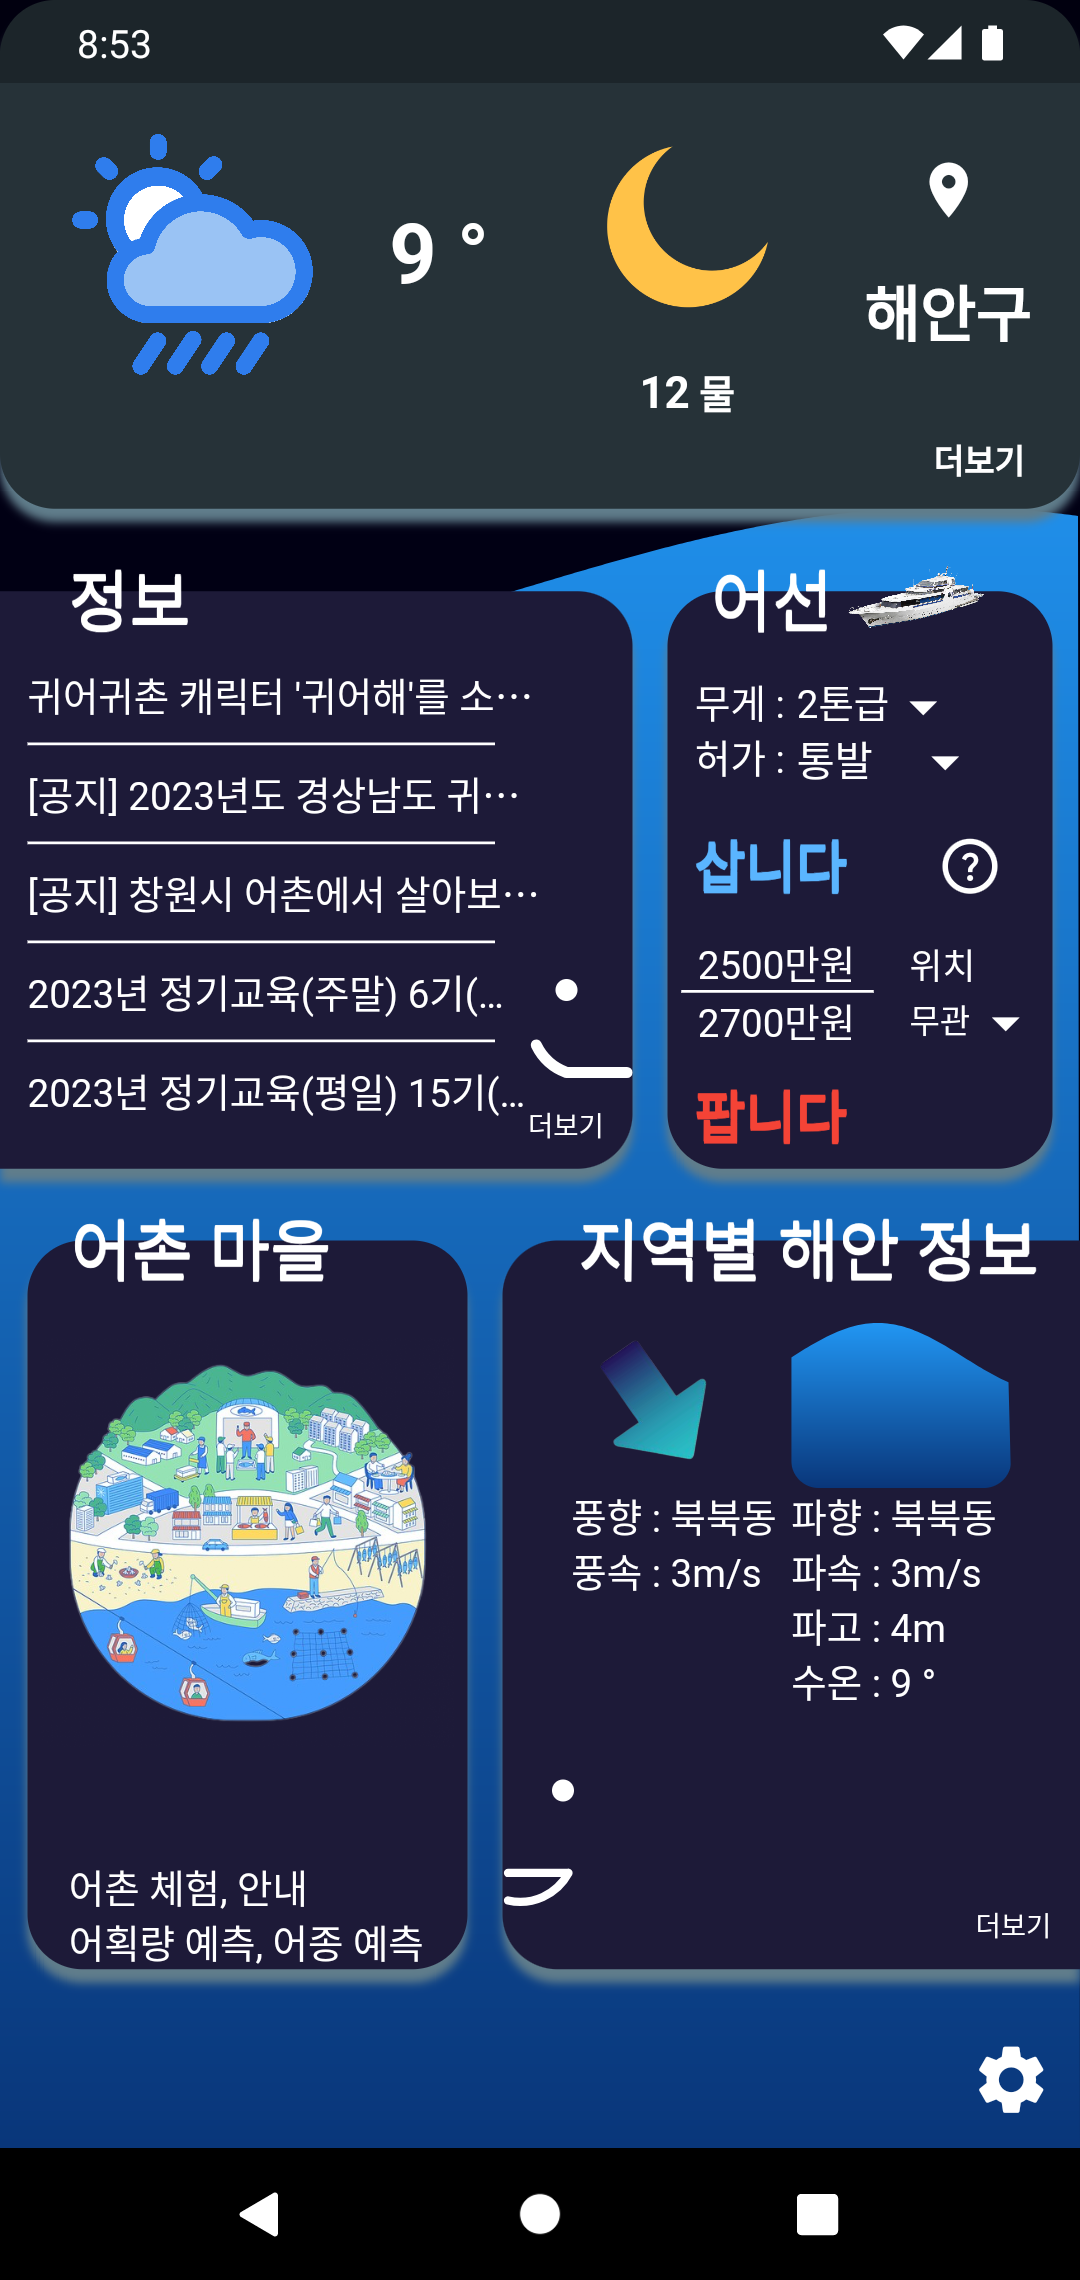 8:53
9 °
해안구
12 물
더보기
정보
귀어귀촌 캐릭터 '귀어해'를 소…
[공지] 2023년도 경상남도 귀…
[공지] 창원시 어촌에서 살아보…
2023년 정기교육(주말) 6기(…
2023년 정기교육(평일) 15기(…
더보기
어선
무게 : 2톤급
허가 : 통발
삽니다
2500만원
2700만원
위치
무관
팝니다
어촌 마을
어촌 체험, 안내
어획량 예측, 어종 예측
지역별 해안 정보
풍향 : 북북동
풍속 : 3m/s
파향 : 북북동
파속 : 3m/s
파고 : 4m
수온 : 9 °
더보기